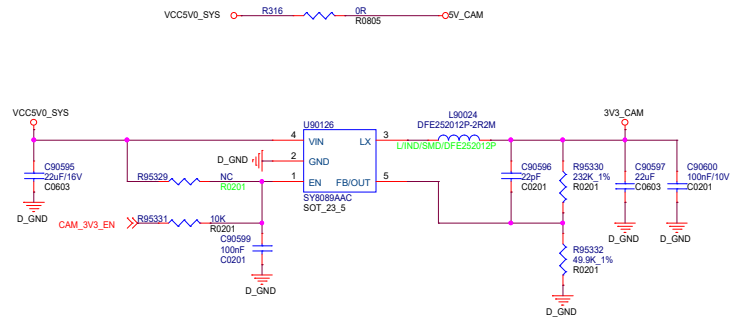 VCC5V0_SYS
R316
0R
R0805
5V_CAM
VCC5V0_SYS
U90126
4
VIN
LX
3
L90024
DFE252012P-2R2M
L/IND/SMD/DFE252012P
3V3_CAM
D_GND
2
GND
C90595
22uF/16V
C0603
R95329
NC
R0201
1
EN
FB/OUT
5
SY8089AAC
SOT_23_5
C90596
22pF
C0201
R95330
232K_1%
R0201
C90597
22uF
C0603
C90600
100nF/10V
C0201
D_GND
CAM_3V3_EN
R95331
10K
R0201
C90599
100nF
C0201
D_GND
D_GND
D_GND
R95332
49.9K_1%
R0201
D_GND